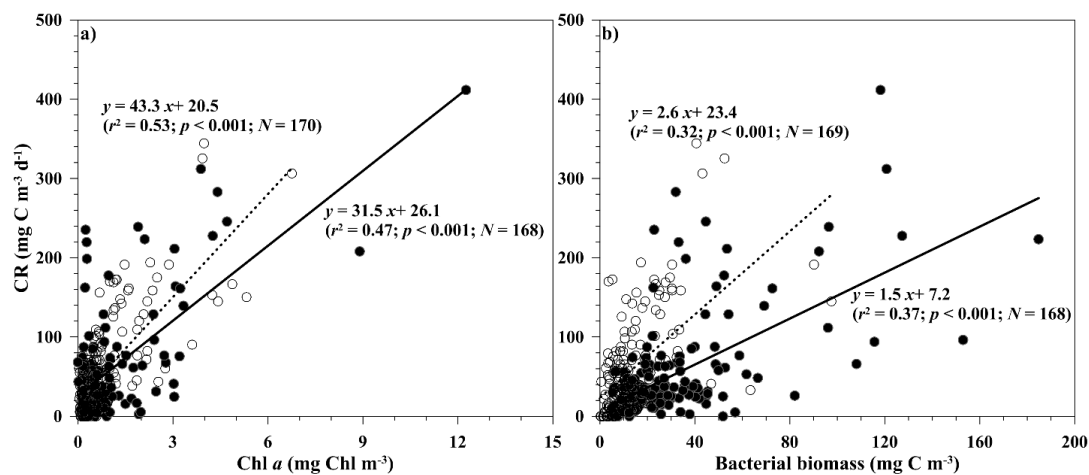 a)
500
400
300
200
100
0
CR (mg C m⁻³ d⁻¹)
y = 43.3 x+ 20.5
(r² = 0.53; p < 0.001; N = 170)
y = 31.5 x+ 26.1
(r² = 0.47; p < 0.001; N = 168)
0 3 6 9 12 15
Chl a (mg Chl m⁻³)
b)
500
400
300
200
100
0
y = 2.6 x + 23.4
(r² = 0.32; p < 0.001; N = 169)
y = 1.5 x+ 7.2
(r² = 0.37; p < 0.001; N = 168)
0 40 80 120 160 200
Bacterial biomass (mg C m⁻³)